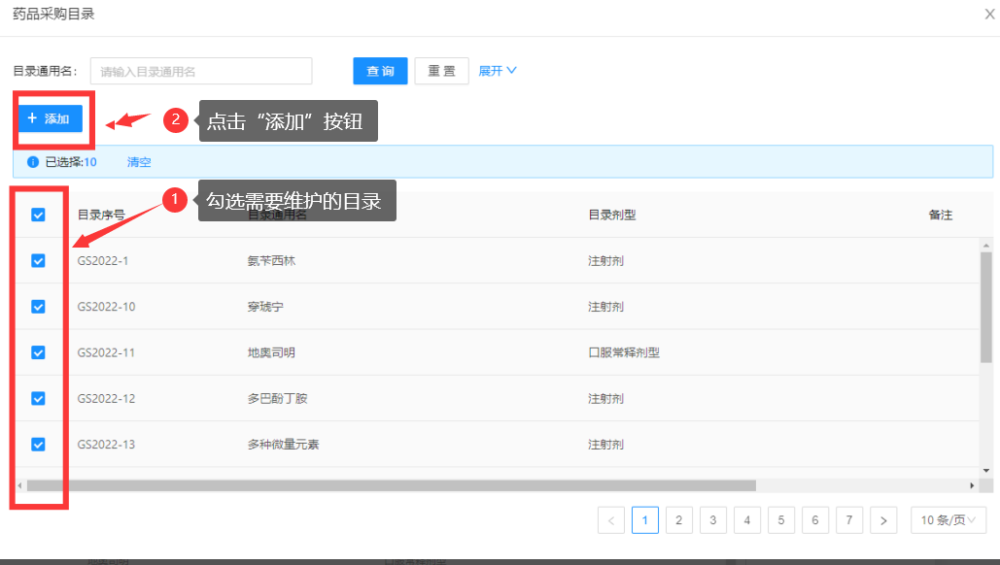 药品采购目录
目录通用名：
请输入目录通用名
查 询
重 置
展开
+ 添加
2
点击“添加”按钮
已选择:10
清空
1
勾选需要维护的目录
目录序号
目录通用名
目录剂型
备注
GS2022-1
氨苄西林
注射剂
GS2022-10
穿琥宁
注射剂
GS2022-11
地奥司明
口服常释剂型
GS2022-12
多巴酚丁胺
注射剂
GS2022-13
多种微量元素
注射剂
< 1 2 3 4 5 6 7 >
10 条/页